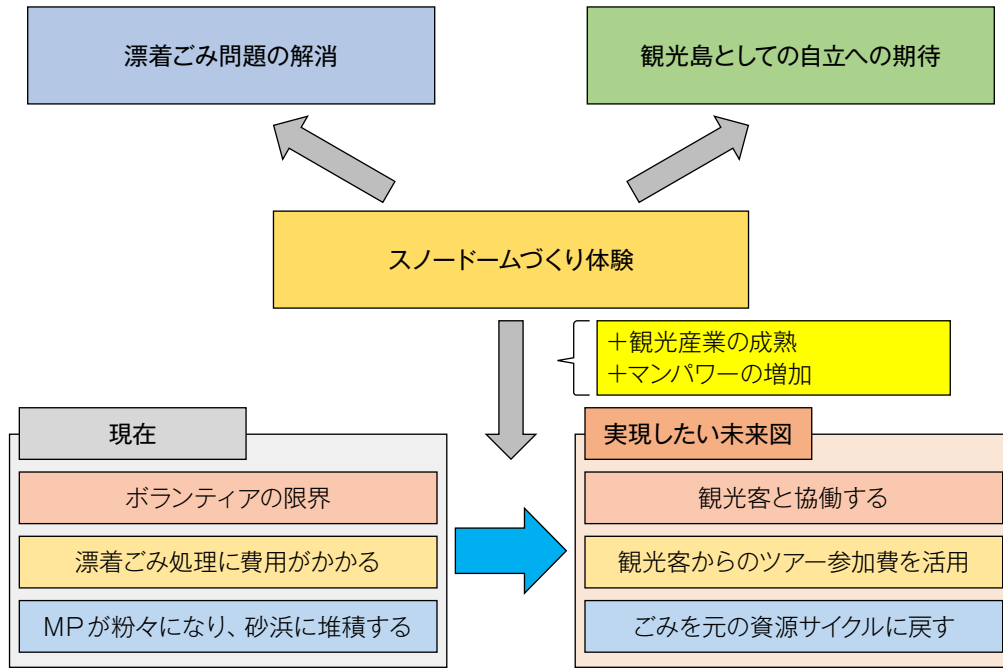 漂着ごみ問題の解消
観光島としての自立への期待
スノードームづくり体験
＋観光産業の成熟
＋マンパワーの増加
現在
ボランティアの限界
漂着ごみ処理に費用がかかる
MPが粉々になり、砂浜に堆積する
実現したい未来図
観光客と協働する
観光客からのツアー参加費を活用
ごみを元の資源サイクルに戻す